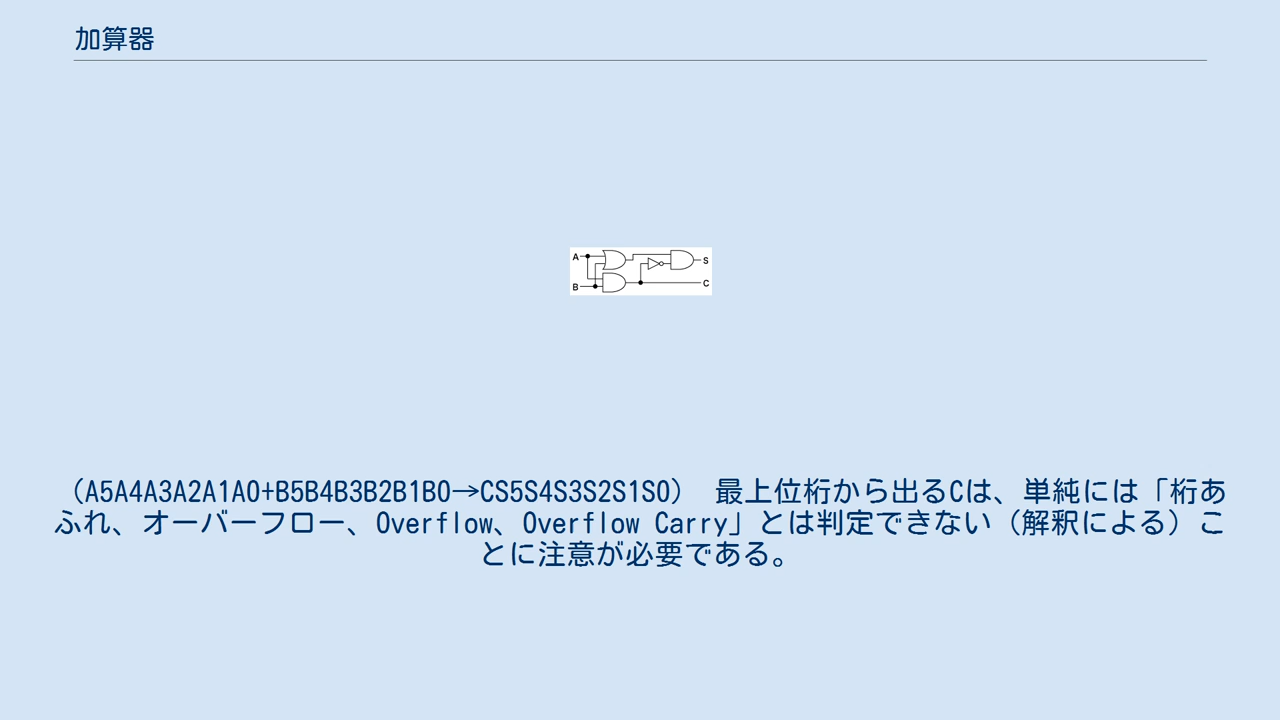 加算器
A
S
B
C
（A5A4A3A2A1A0+B5B4B3B2B1B0→CS5S4S3S2S1S0）　最上位桁から出るCは、単純には「桁あ
ふれ、オーバーフロー、Overflow、Overflow Carry」とは判定できない（解釈による）こ
とに注意が必要である。